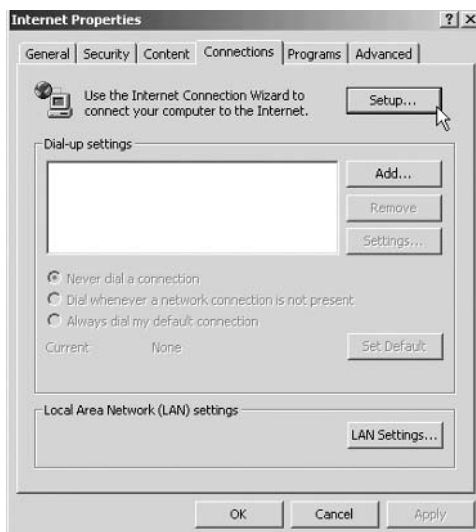 Internet Properties
? X
General Security Content Connections Programs Advanced
Use the Internet Connection Wizard to
connect your computer to the Internet.
Setup...
Dial-up settings
Add...
Remove
Settings...
Never dial a connection
Dial whenever a network connection is not present
Always dial my default connection
Current None Set Default
Local Area Network (LAN) settings
LAN Settings...
OK Cancel Apply